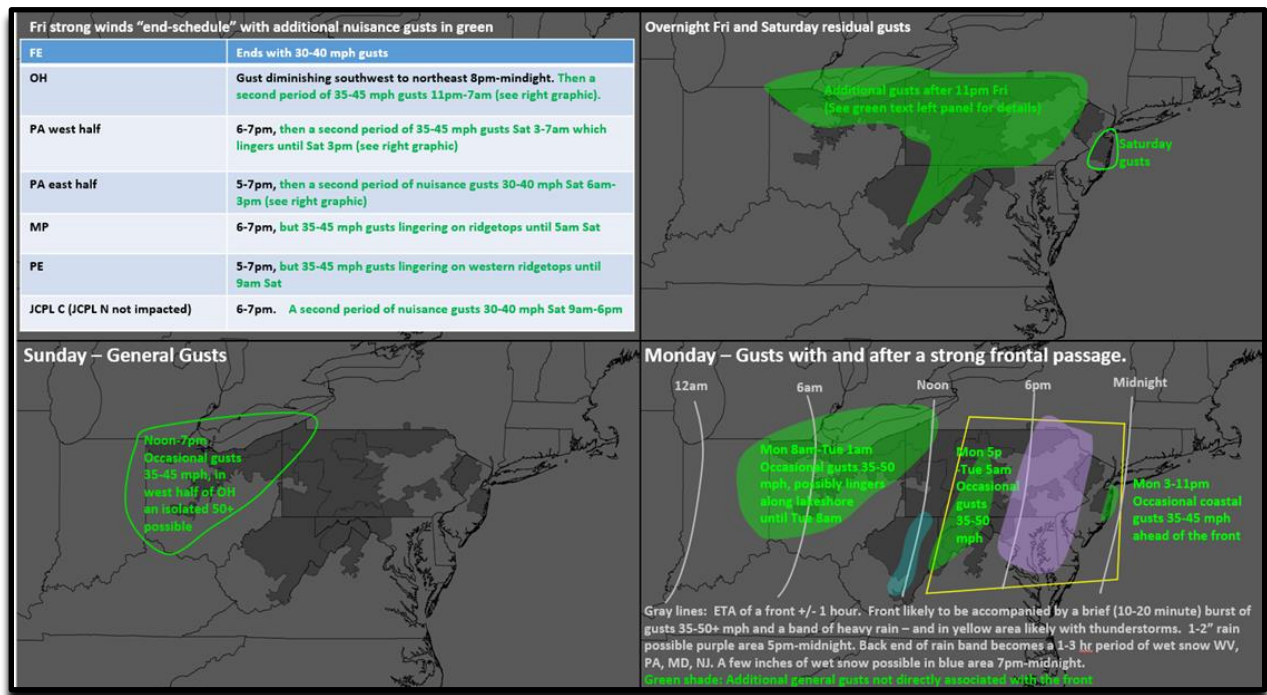 Fri strong winds “end-schedule” with additional nuisance gusts in green
FE
Ends with 30-40 mph gusts
OH
Gust diminishing southwest to northeast 8pm-mindight. Then a
second period of 35-45 mph gusts 11pm-7am (see right graphic).
PA west half
6-7pm, then a second period of 35-45 mph gusts Sat 3-7am which
lingers until Sat 3pm (see right graphic)
PA east half
5-7pm, then a second period of nuisance gusts 30-40 mph Sat 6am-
3pm (see right graphic)
MP
6-7pm, but 35-45 mph gusts lingering on ridgetops until 5am Sat
PE
5-7pm, but 35-45 mph gusts lingering on western ridgetops until
9am Sat
JCPL C (JCPL N not impacted)
6-7pm. A second period of nuisance gusts 30-40 mph Sat 9am-6pm
Overnight Fri and Saturday residual gusts
Additional gusts after 11pm Fri
(See green text left panel for details)
Saturday
gusts
Sunday – General Gusts
Noon-7pm
Occasional gusts
35-45 mph, in
west half of OH
an isolated 50+
possible
Monday – Gusts with and after a strong frontal passage.
12am
6am
Noon
6pm
Midnight
Mon 8am-Tue 1am
Occasional gusts 35-50
mph, possibly lingers
along lakeshore
until Tue 8am
Mon 5p
-Tue 5am
Occasional
gusts
35-50
mph
Mon 3-11pm
Occasional coastal
gusts 35-45 mph
ahead of the front
Gray lines: ETA of a front +/- 1 hour. Front likely to be accompanied by a brief (10-20 minute) burst of
gusts 35-50+ mph and a band of heavy rain – and in yellow area likely with thunderstorms. 1-2” rain
possible purple area 5pm-midnight. Back end of rain band becomes a 1-3 hr period of wet snow WV,
PA, MD, NJ. A few inches of wet snow possible in blue area 7pm-midnight.
Green shade: Additional general gusts not directly associated with the front